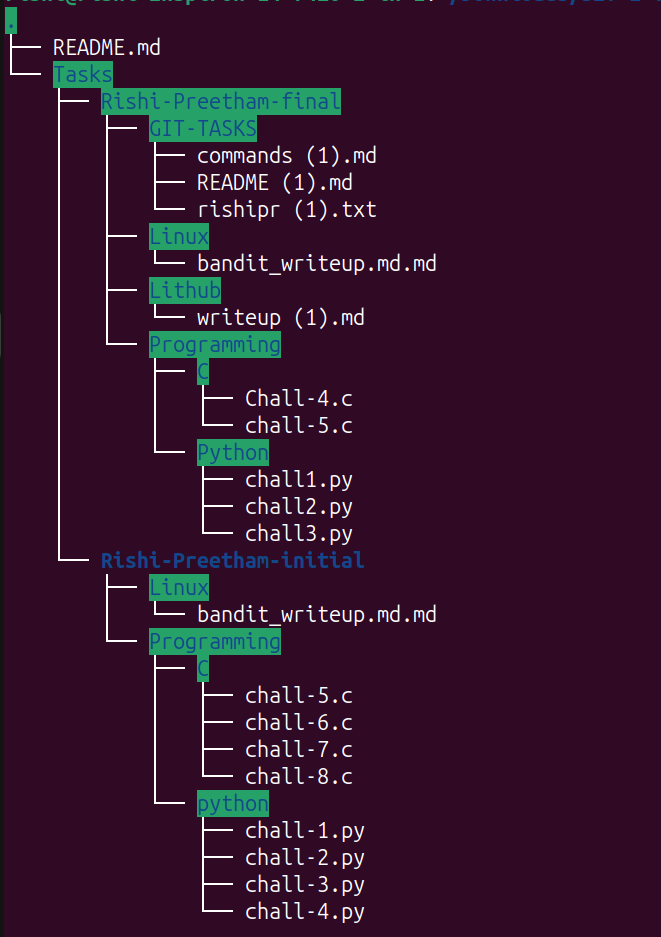 .
├── README.md
└── Tasks
    ├── Rishi-Preetham-final
    │   ├── GIT-TASKS
    │   │   ├── commands (1).md
    │   │   ├── README (1).md
    │   │   └── rishipr (1).txt
    │   ├── Linux
    │   │   └── bandit_writeup.md.md
    │   ├── Lithub
    │   │   └── writeup (1).md
    │   └── Programming
    │       ├── C
    │       │   ├── Chall-4.c
    │       │   └── chall-5.c
    │       └── Python
    │           ├── chall1.py
    │           ├── chall2.py
    │           └── chall3.py
    └── Rishi-Preetham-initial
        ├── Linux
        │   └── bandit_writeup.md.md
        └── Programming
            ├── C
            │   ├── chall-5.c
            │   ├── chall-6.c
            │   ├── chall-7.c
            │   └── chall-8.c
            └── python
                ├── chall-1.py
                ├── chall-2.py
                ├── chall-3.py
                └── chall-4.py